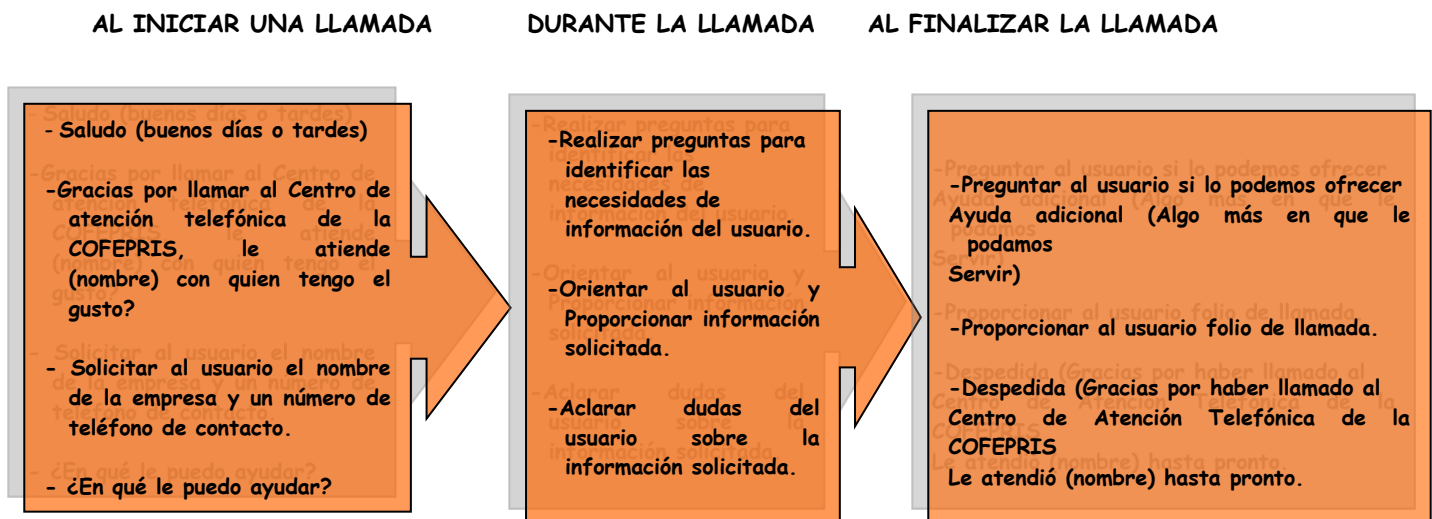 AL INICIAR UNA LLAMADA
DURANTE LA LLAMADA
AL FINALIZAR LA LLAMADA
- Saludo (buenos días o tardes)
-Gracias por llamar al Centro de
atención telefónica de la
COFEPRIS, le atiende
(nombre) con quien tengo el
gusto?
- Solicitar al usuario el nombre
de la empresa y un número de
teléfono de contacto.
- ¿En qué le puedo ayudar?
-Realizar preguntas para
identificar las
necesidades de
información del usuario.
-Orientar al usuario y
Proporcionar información
solicitada.
-Aclarar dudas del
usuario sobre la
información solicitada.
-Preguntar al usuario si lo podemos ofrecer
Ayuda adicional (Algo más en que le
podamos
Servir)
-Proporcionar al usuario folio de llamada.
-Despedida (Gracias por haber llamado al
Centro de Atención Telefónica de la
COFEPRIS
Le atendió (nombre) hasta pronto.